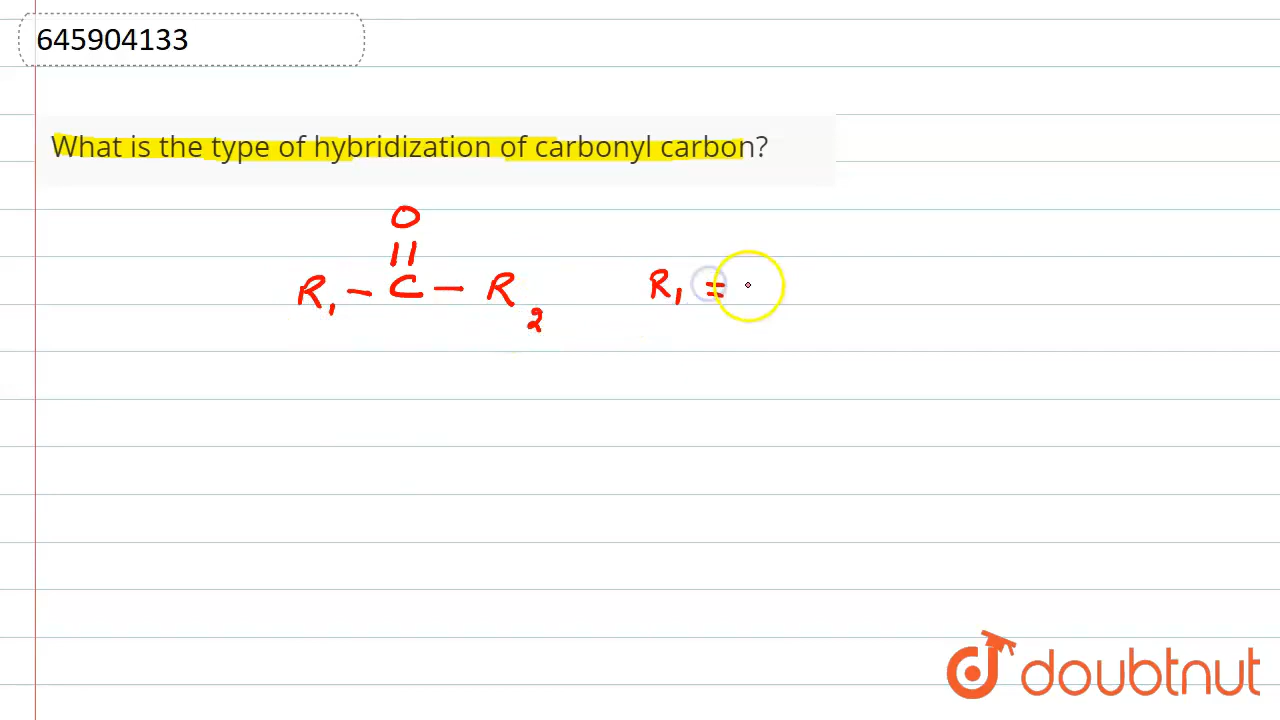 645904133
What is the type of hybridization of carbonyl carbon?
O
||
R₁ – C – R₂ R₁ =
doubtnut